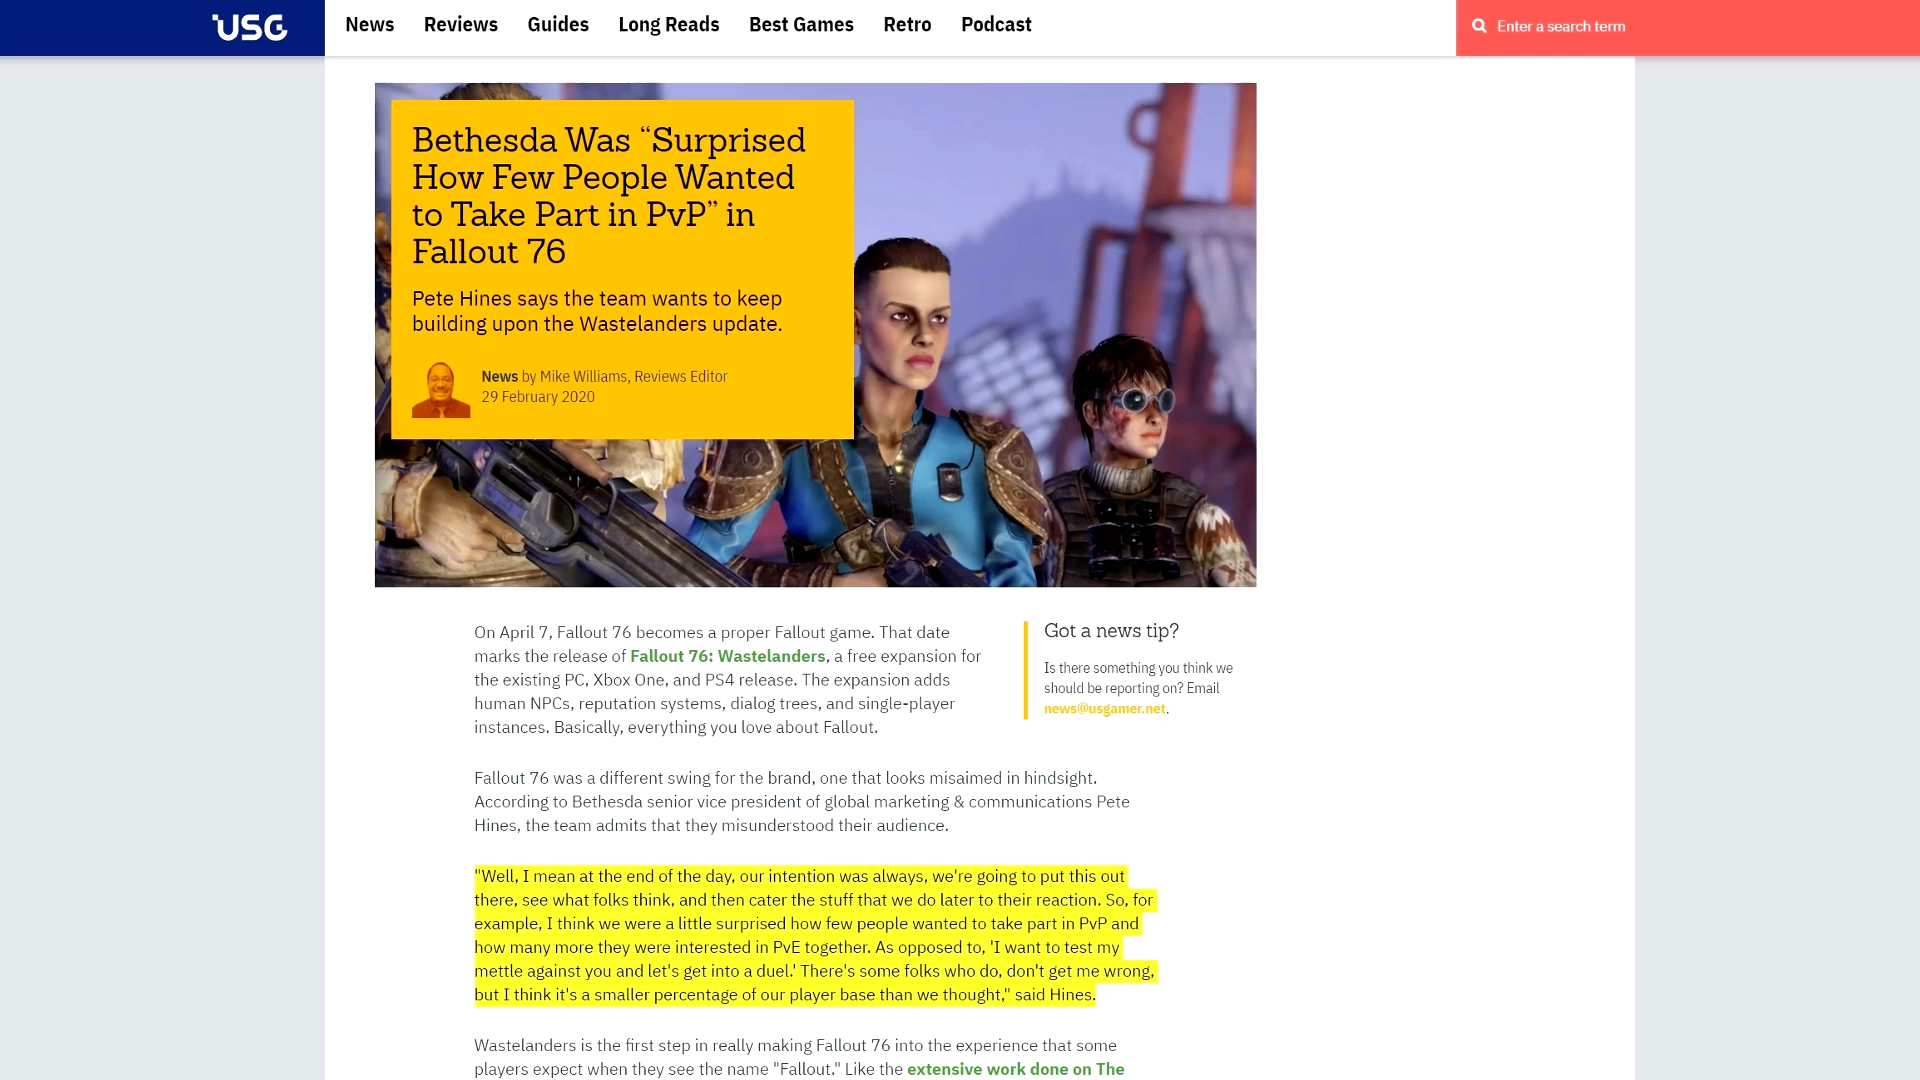 USG
News
Reviews
Guides
Long Reads
Best Games
Retro
Podcast
Enter a search term
Bethesda Was “Surprised
How Few People Wanted
to Take Part in PvP” in
Fallout 76
Pete Hines says the team wants to keep
building upon the Wastelanders update.
News by Mike Williams, Reviews Editor
29 February 2020
On April 7, Fallout 76 becomes a proper Fallout game. That date
marks the release of Fallout 76: Wastelanders, a free expansion for
the existing PC, Xbox One, and PS4 release. The expansion adds
human NPCs, reputation systems, dialog trees, and single-player
instances. Basically, everything you love about Fallout.
Got a news tip?
Is there something you think we
should be reporting on? Email
news@usgamer.net.
Fallout 76 was a different swing for the brand, one that looks misaimed in hindsight.
According to Bethesda senior vice president of global marketing & communications Pete
Hines, the team admits that they misunderstood their audience.
"Well, I mean at the end of the day, our intention was always, we're going to put this out
there, see what folks think, and then cater the stuff that we do later to their reaction. So, for
example, I think we were a little surprised how few people wanted to take part in PvP and
how many more they were interested in PvE together. As opposed to, 'I want to test my
mettle against you and let's get into a duel.' There's some folks who do, don't get me wrong,
but I think it's a smaller percentage of our player base than we thought," said Hines.
Wastelanders is the first step in really making Fallout 76 into the experience that some
players expect when they see the name "Fallout." Like the extensive work done on The